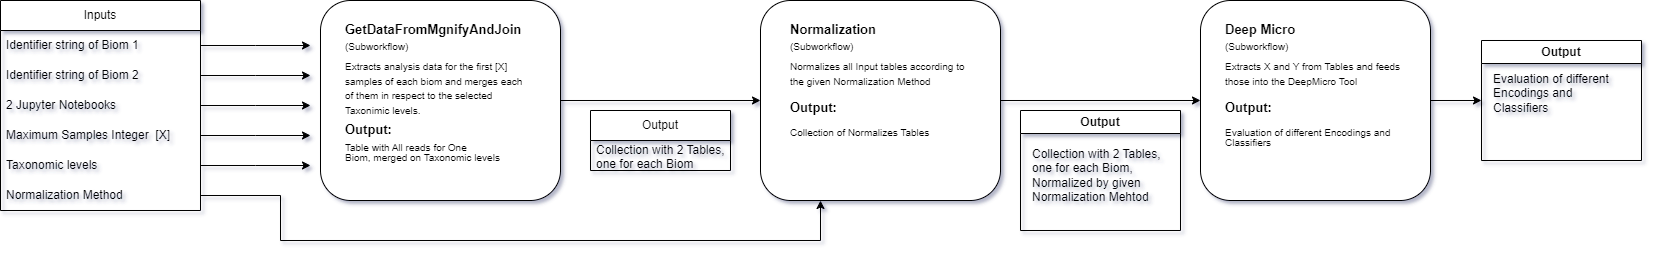 Inputs
Identifier string of Biom 1
Identifier string of Biom 2
2 Jupyter Notebooks
Maximum Samples Integer [X]
Taxonomic levels
Normalization Method
GetDataFromMgnifyAndJoin
(Subworkflow)
Extracts analysis data for the first [X]
samples of each biom and merges each
of them in respect to the selected
Taxonimic levels.
Output:
Table with All reads for One
Biom, merged on Taxonomic levels
Output
Collection with 2 Tables,
one for each Biom
Normalization
(Subworkflow)
Normalizes all Input tables according to
the given Normalization Method
Output:
Collection of Normalizes Tables
Output
Collection with 2 Tables,
one for each Biom,
Normalized by given
Normalization Mehtod
Deep Micro
(Subworkflow)
Extracts X and Y from Tables and feeds
those into the DeepMicro Tool
Output:
Evaluation of different Encodings and
Classifiers
Output
Evaluation of different
Encodings and
Classifiers